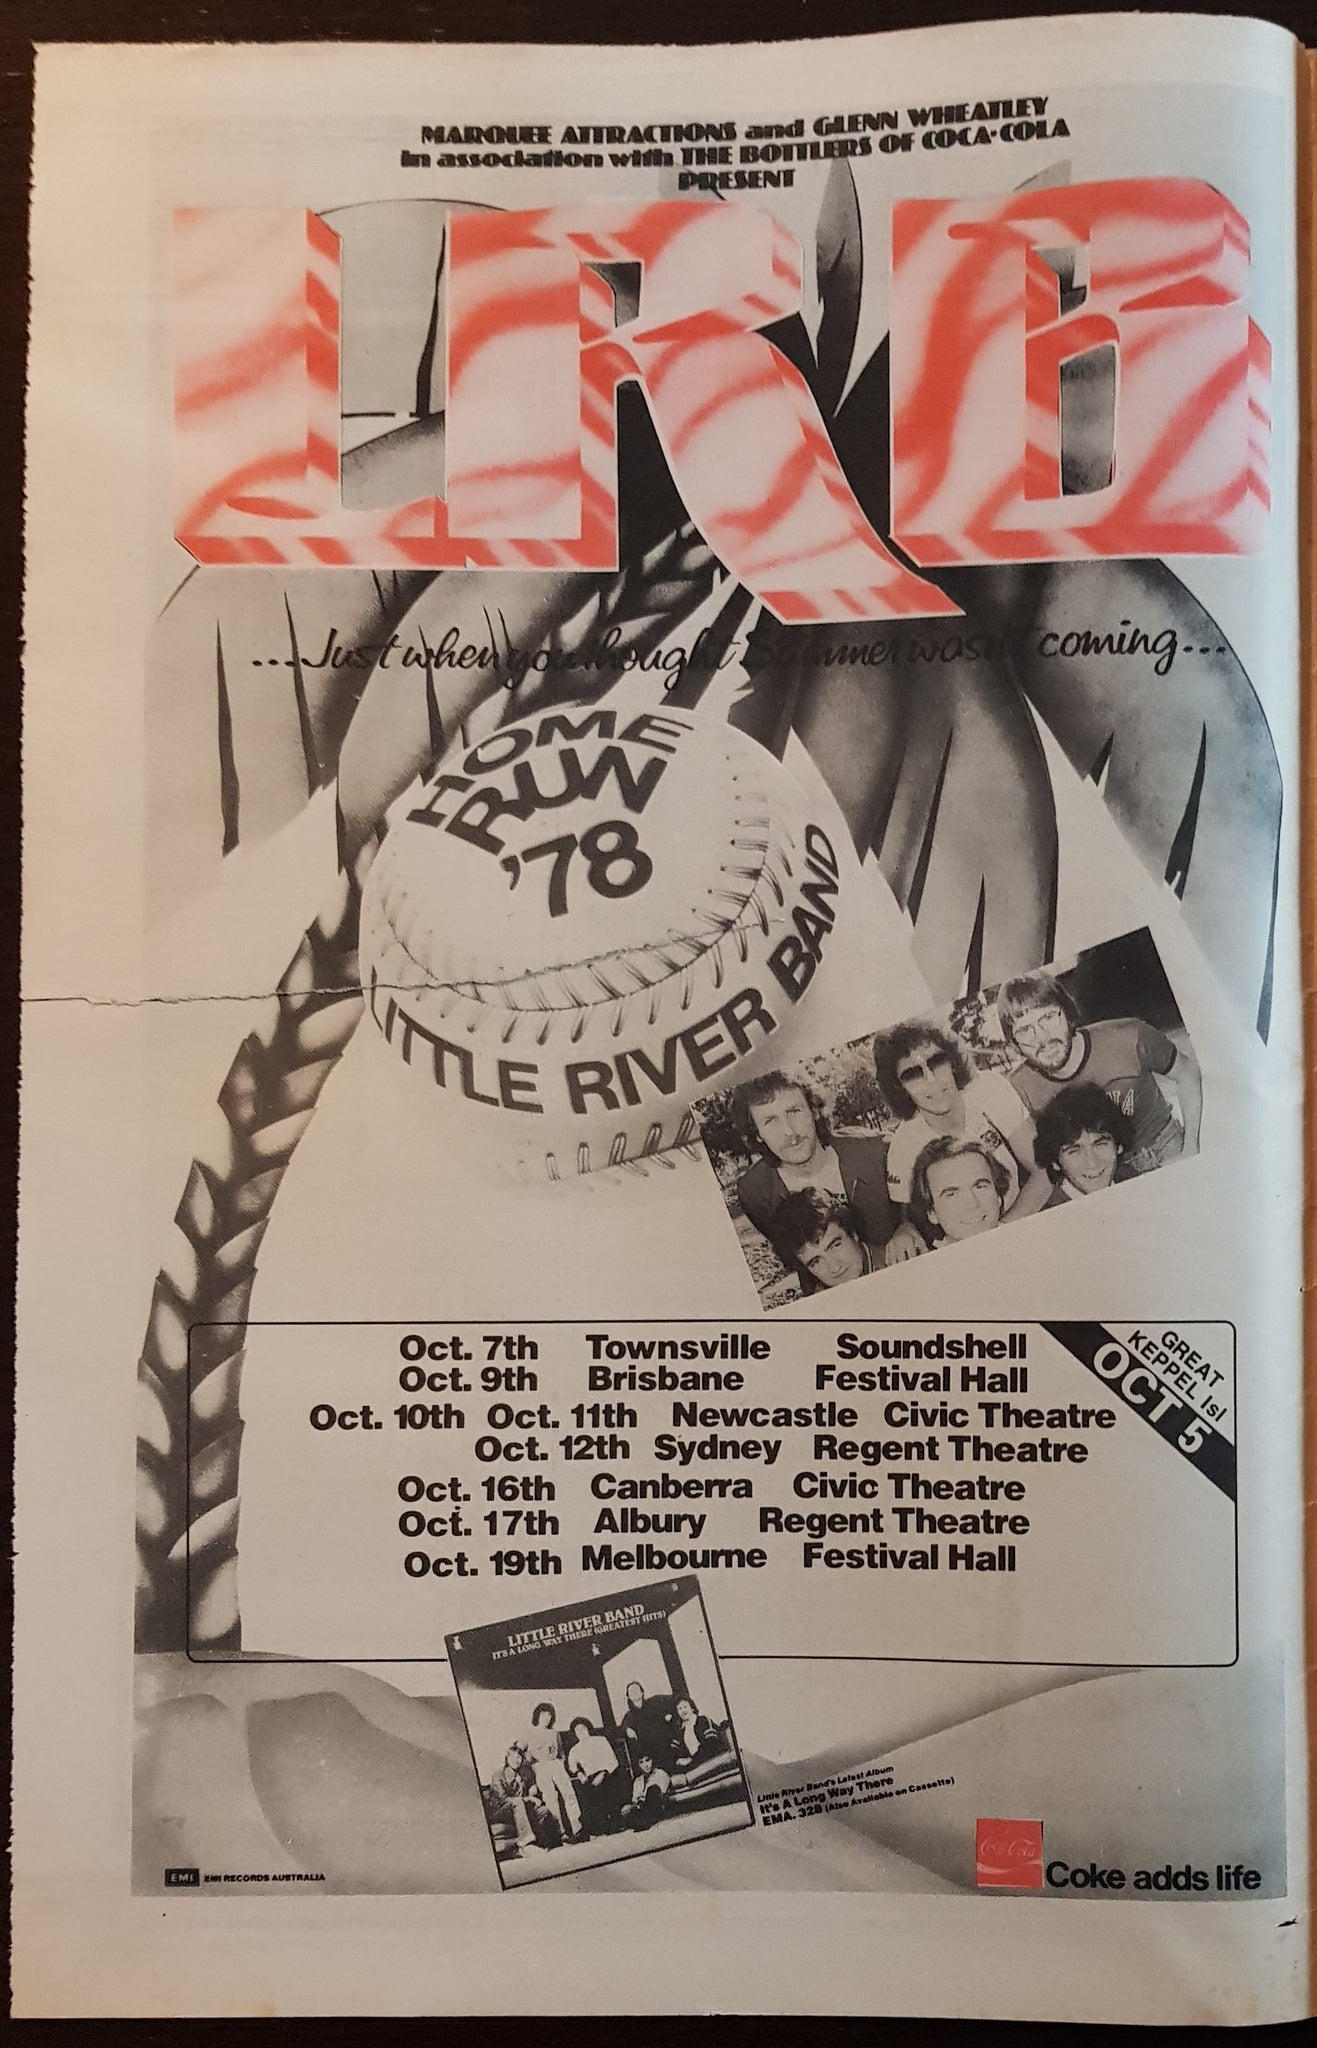 MARQUEE ATTRACTIONS and GLENN WHEATLEY
in association with THE BOTTLERS OF COCA-COLA
PRESENT
LRB
...Just when you thought Summer wasn't coming...
HOME
RUN
'78
LITTLE RIVER BAND
GREAT
KEPPEL Isl
OCT 5
Oct. 7th Townsville Soundshell
Oct. 9th Brisbane Festival Hall
Oct. 10th Oct. 11th Newcastle Civic Theatre
Oct. 12th Sydney Regent Theatre
Oct. 16th Canberra Civic Theatre
Oct. 17th Albury Regent Theatre
Oct. 19th Melbourne Festival Hall
LITTLE RIVER BAND
IT'S A LONG WAY THERE (GREATEST HITS)
Little River Band's Latest Album
It's A Long Way There
EMA. 328 (Also Available on Cassette)
EMI EMI RECORDS AUSTRALIA
Coca-Cola
Coke adds life